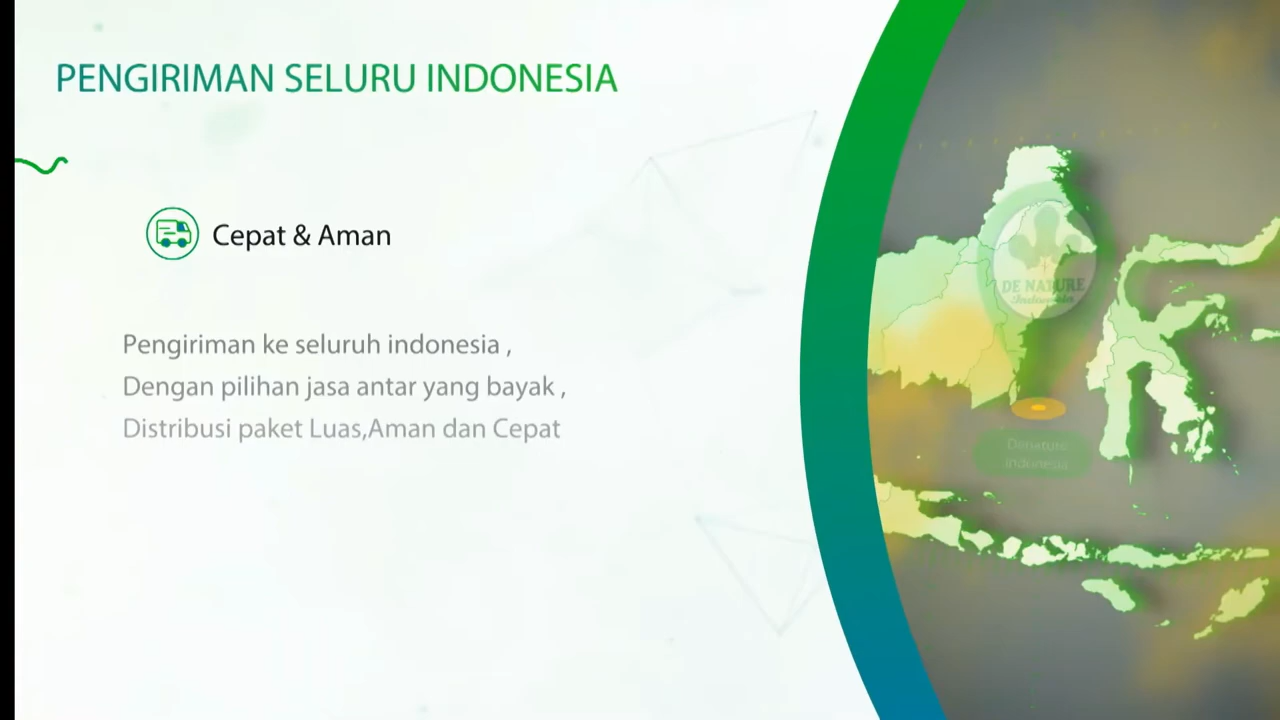 PENGIRIMAN SELURU INDONESIA
Cepat & Aman
Pengiriman ke seluruh indonesia ,
Dengan pilihan jasa antar yang bayak ,
Distribusi paket Luas,Aman dan Cepat
DE NATURE
Indonesia
Denature
Indonesia